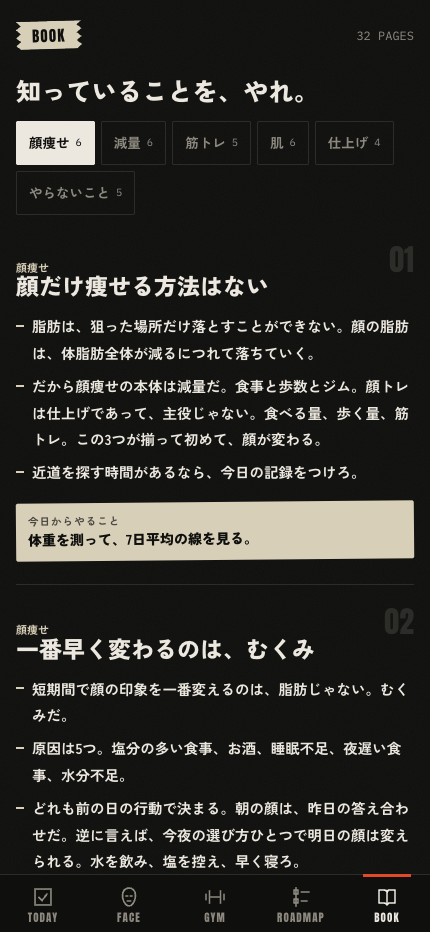 BOOK
32 PAGES
知っていることを、やれ。
顔痩せ 6
減量 6
筋トレ 5
肌 6
仕上げ 4
やらないこと 5
01
顔痩せ
顔だけ痩せる方法はない
脂肪は、狙った場所だけ落とすことができない。顔の脂肪
は、体脂肪全体が減るにつれて落ちていく。
だから顔痩せの本体は減量だ。食事と歩数とジム。顔トレ
は仕上げであって、主役じゃない。食べる量、歩く量、筋
トレ。この3つが揃って初めて、顔が変わる。
近道を探す時間があるなら、今日の記録をつけろ。
今日からやること
体重を測って、7日平均の線を見る。
02
顔痩せ
一番早く変わるのは、むくみ
短期間で顔の印象を一番変えるのは、脂肪じゃない。むく
みだ。
原因は5つ。塩分の多い食事、お酒、睡眠不足、夜遅い食
事、水分不足。
どれも前の日の行動で決まる。朝の顔は、昨日の答え合わ
せだ。逆に言えば、今夜の選び方ひとつで明日の顔は変え
られる。水を飲み、塩を控え、早く寝ろ。
TODAY
FACE
GYM
ROADMAP
BOOK